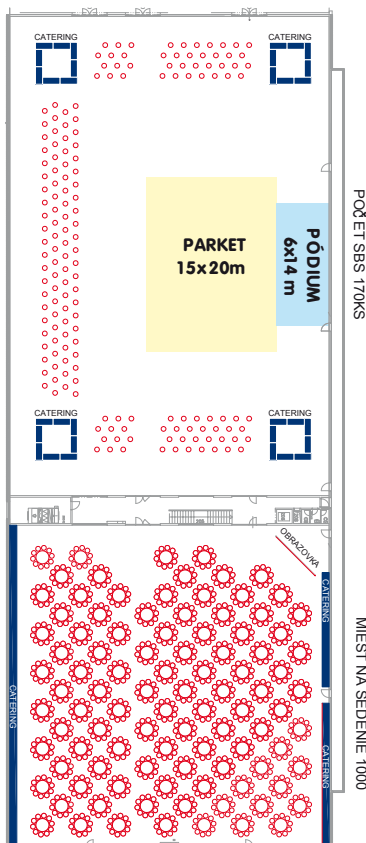 CATERING
CATERING
PARKET
15x20m
PÓDIUM
6x14 m
POČET SBS 170KS
CATERING
CATERING
OBRAZOVKA
CATERING
MIEST NA SEDENIE 1000
CATERING
CATERING